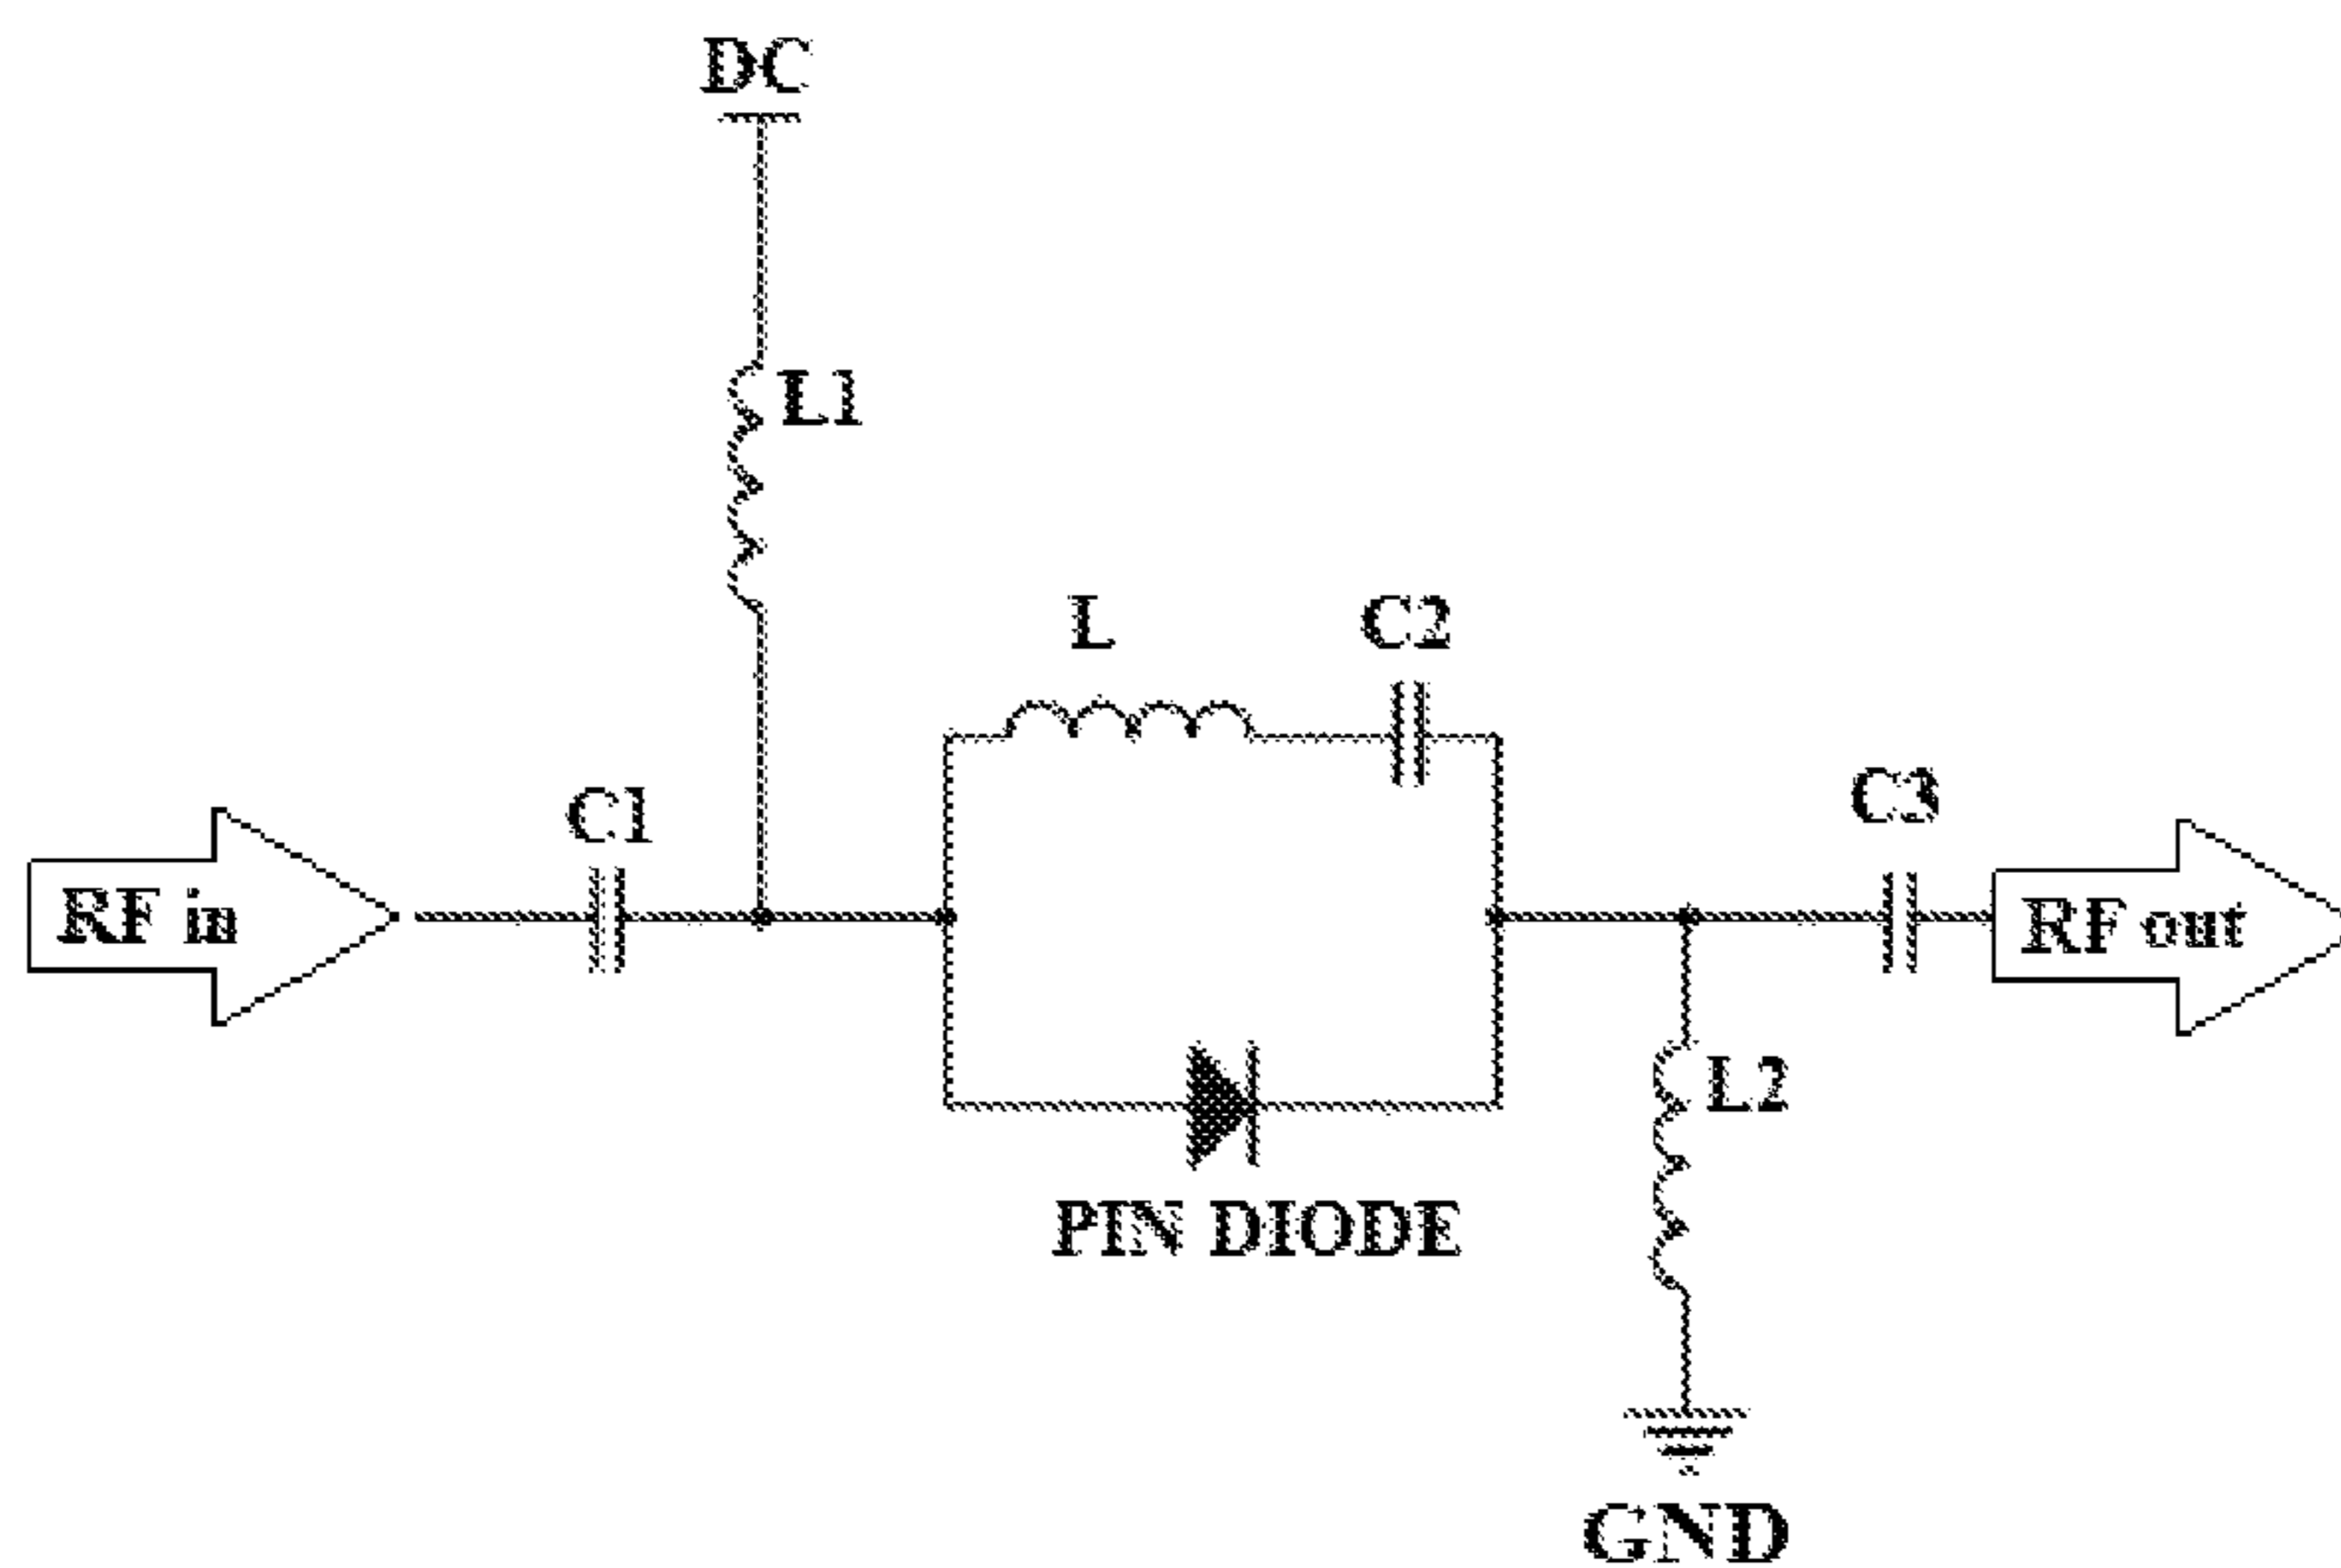 DC
L1
L
C2
C1
C3
RF in
RF out
L2
PIN DIODE
GND